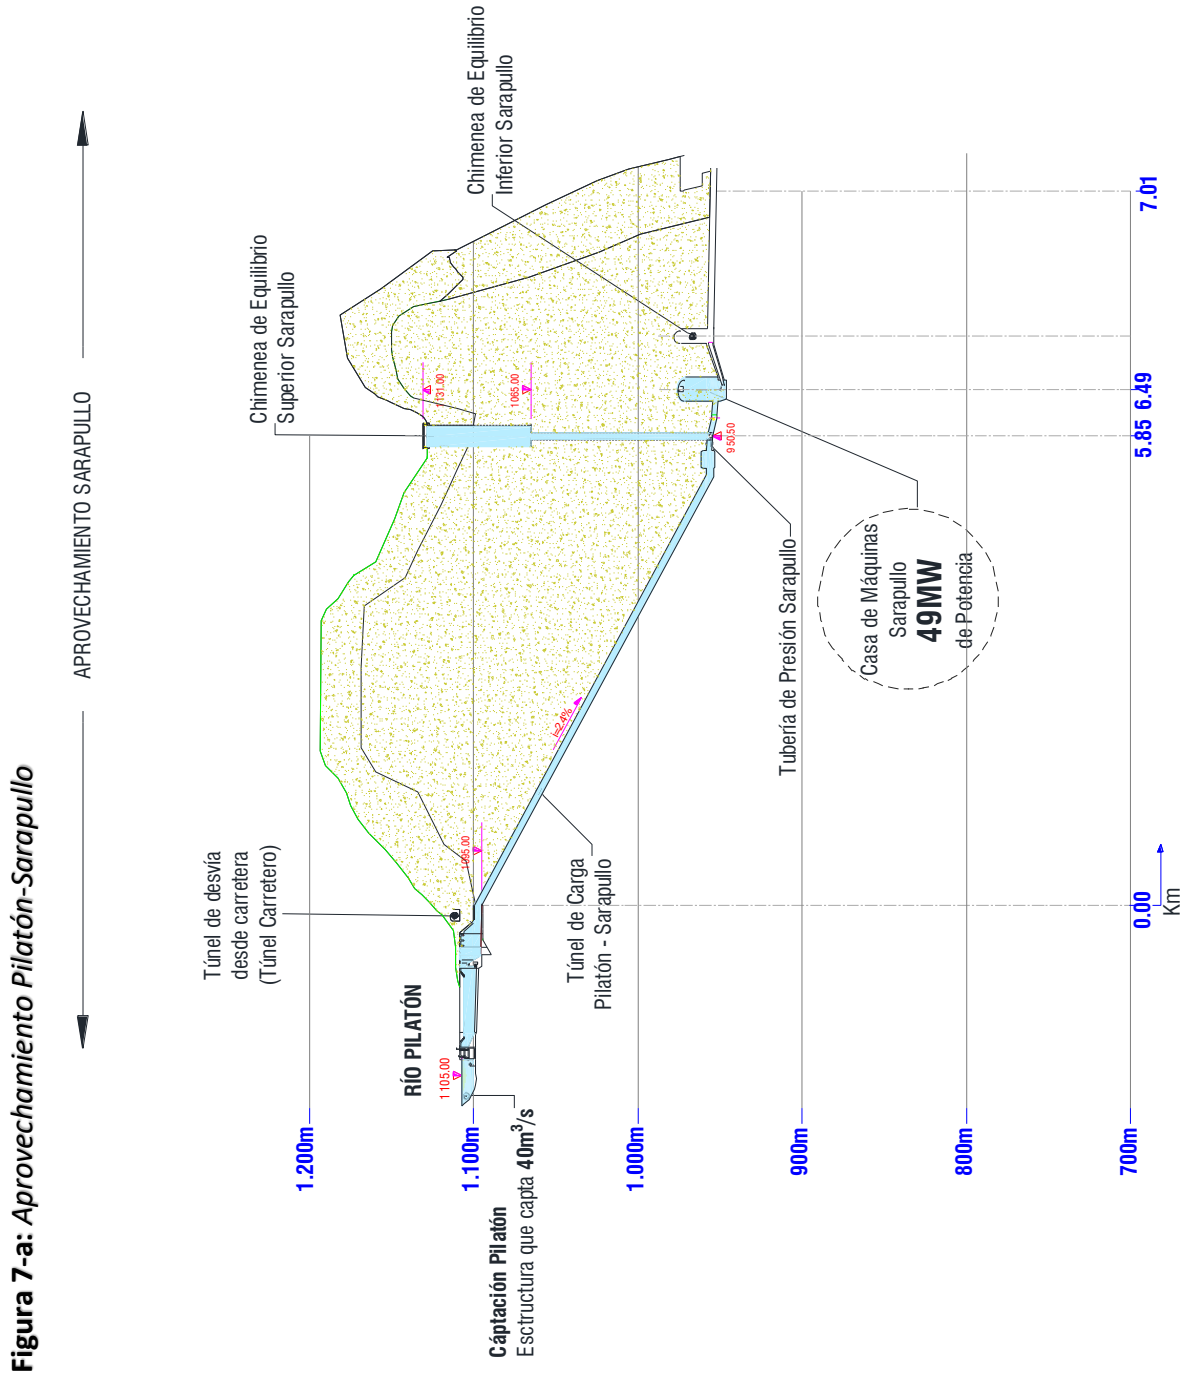 Figura 7-a: Aprovechamiento Pilatón-Sarapullo
APROVECHAMIENTO SARAPULLO
Túnel de desvía
desde carretera
(Túnel Carretero)
Chimenea de Equilibrio
Superior Sarapullo
Chimenea de Equilibrio
Inferior Sarapullo
1.200m
1.100m
1.000m
900m
800m
700m
RÍO PILATÓN
1105.00
1095.00
1131.00
1065.00
950.50
i=2.4%
Cáptación Pilatón
Esctructura que capta 40m³/s
Túnel de Carga
Pilatón - Sarapullo
Tubería de Presión Sarapullo
Casa de Máquinas
Sarapullo
49MW
de Potencia
0.00
5.85
6.49
7.01
Km